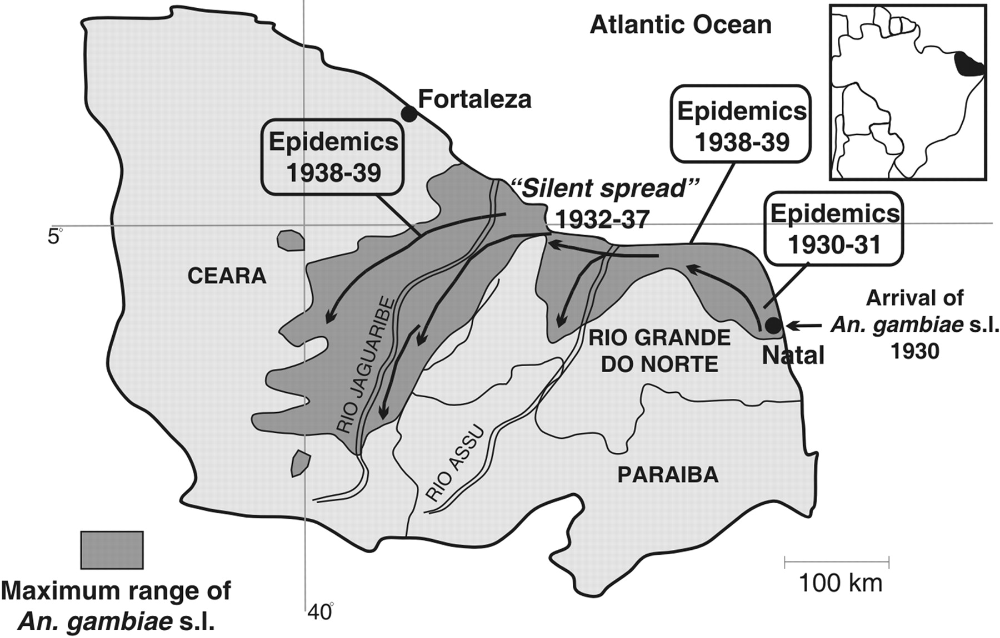 Atlantic Ocean
Fortaleza
Epidemics
1938-39
Epidemics
1938-39
“Silent spread”
1932-37
Epidemics
1930-31
5°
CEARA
Arrival of
An. gambiae s.l.
1930
RIO JAGUARIBE
RIO GRANDE
DO NORTE
Natal
RIO ASSU
PARAIBA
Maximum range of
An. gambiae s.l.
40°
100 km